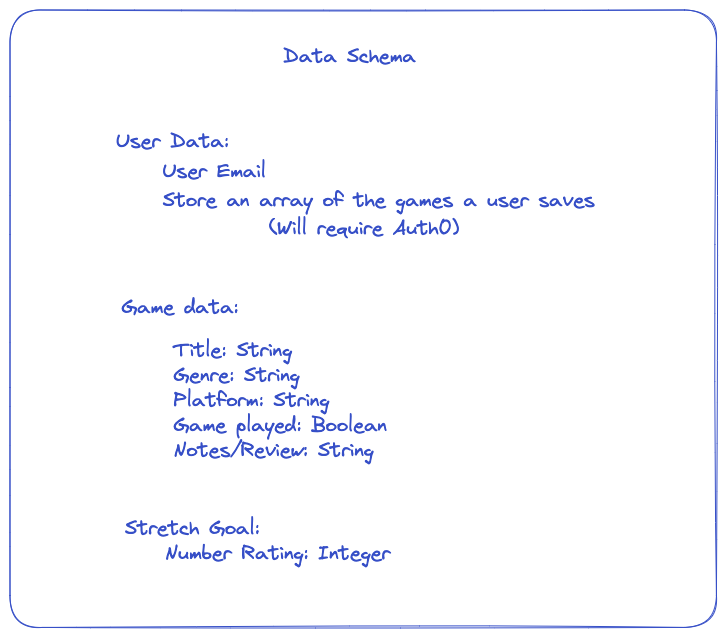 Data Schema
User Data:
User Email
Store an array of the games a user saves
(Will require Auth0)
Game data:
Title: String
Genre: String
Platform: String
Game played: Boolean
Notes/Review: String
Stretch Goal:
Number Rating: Integer